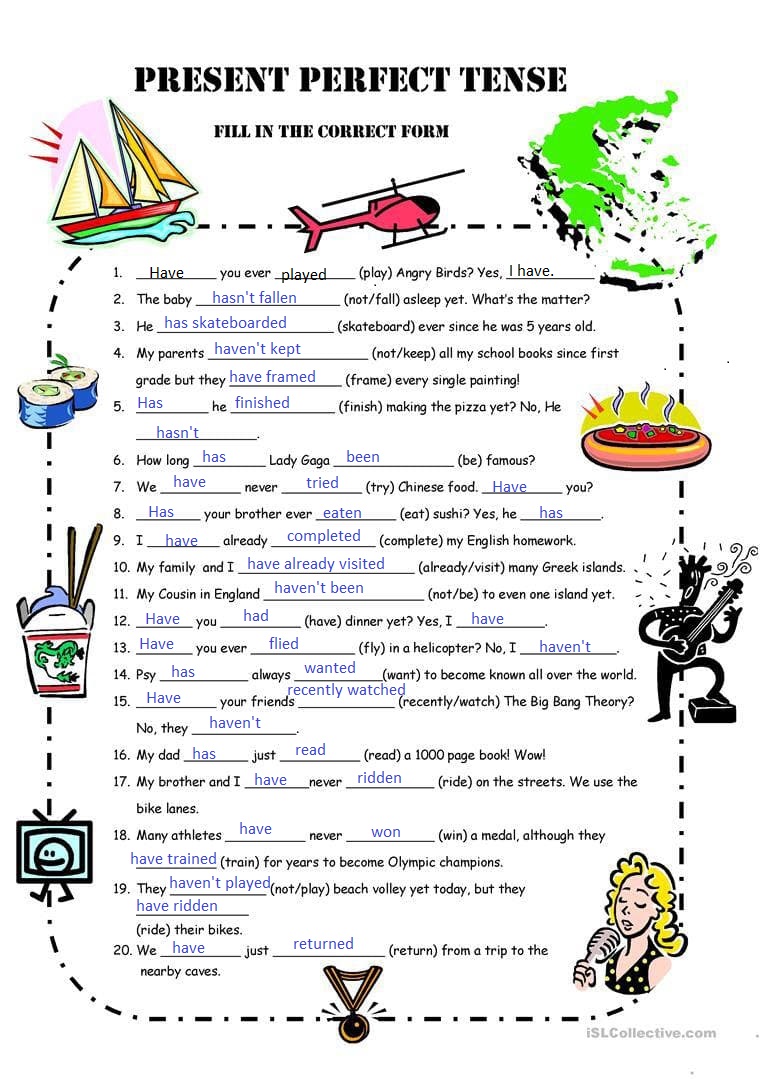 PRESENT PERFECT TENSE
FILL IN THE CORRECT FORM
1. Have you ever played (play) Angry Birds? Yes, I have.
2. The baby hasn't fallen (not/fall) asleep yet. What's the matter?
3. He has skateboarded (skateboard) ever since he was 5 years old.
4. My parents haven't kept (not/keep) all my school books since first
grade but they have framed (frame) every single painting!
5. Has he finished (finish) making the pizza yet? No, He
hasn't.
6. How long has Lady Gaga been (be) famous?
7. We have never tried (try) Chinese food. Have you?
8. Has your brother ever eaten (eat) sushi? Yes, he has.
9. I have already completed (complete) my English homework.
10. My family and I have already visited (already/visit) many Greek islands.
11. My Cousin in England haven't been (not/be) to even one island yet.
12. Have you had (have) dinner yet? Yes, I have.
13. Have you ever flied (fly) in a helicopter? No, I haven't.
14. Psy has always wanted (want) to become known all over the world.
15. Have your friends recently watched (recently/watch) The Big Bang Theory?
No, they haven't.
16. My dad has just read (read) a 1000 page book! Wow!
17. My brother and I have never ridden (ride) on the streets. We use the
bike lanes.
18. Many athletes have never won (win) a medal, although they
have trained (train) for years to become Olympic champions.
19. They haven't played (not/play) beach volley yet today, but they
have ridden
(ride) their bikes.
20. We have just returned (return) from a trip to the
nearby caves.
iSLCollective.com